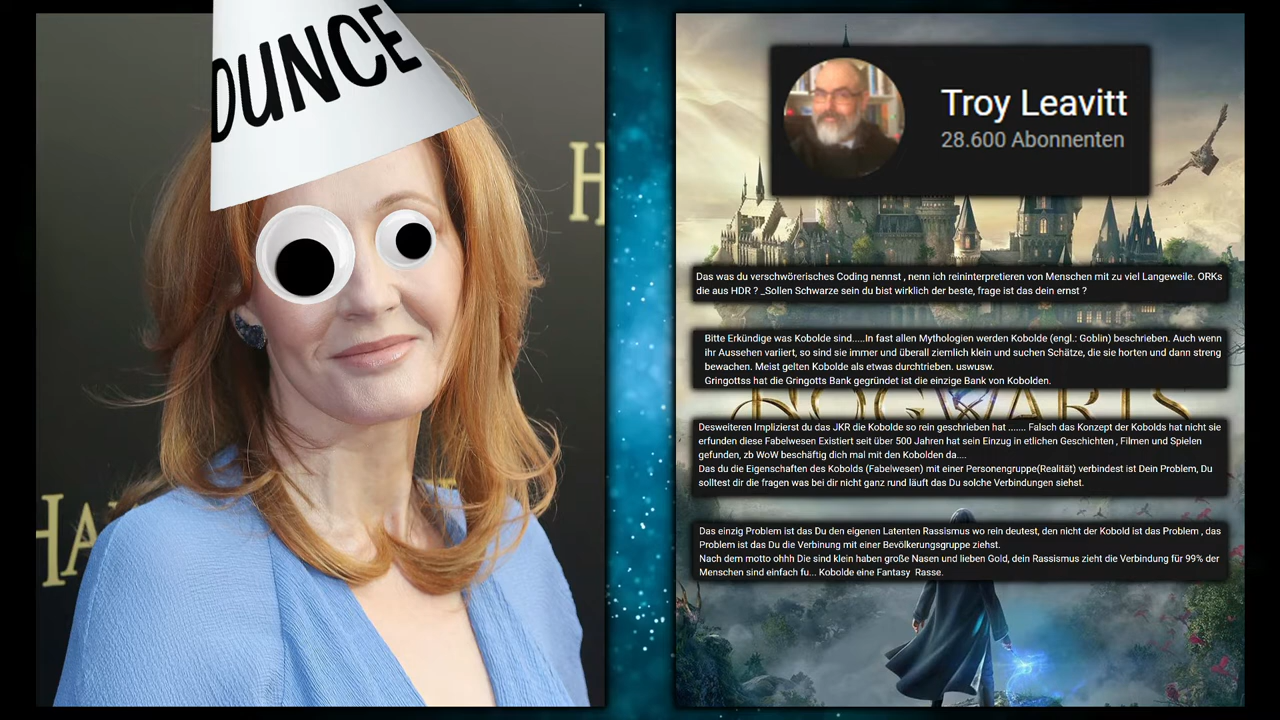 DUNCE
H
HA
Troy Leavitt
28.600 Abonnenten
Das was du verschwörerisches Coding nennst , nenn ich reininterpretieren von Menschen mit zu viel Langeweile. ORKs
die aus HDR ? _Sollen Schwarze sein du bist wirklich der beste, frage ist das dein ernst ?
Bitte Erkündige was Kobolde sind.....In fast allen Mythologien werden Kobolde (engl.: Goblin) beschrieben. Auch wenn
ihr Aussehen variiert, so sind sie immer und überall ziemlich klein und suchen Schätze, die sie horten und dann streng
bewachen. Meist gelten Kobolde als etwas durchtrieben. uswusw.
Gringottss hat die Gringotts Bank gegründet ist die einzige Bank von Kobolden.
HOGWARTS
Desweiteren Implizierst du das JKR die Kobolde so rein geschrieben hat ....... Falsch das Konzept der Kobolds hat nicht sie
erfunden diese Fabelwesen Existiert seit über 500 Jahren hat sein Einzug in etlichen Geschichten , Filmen und Spielen
gefunden, zb WoW beschäftig dich mal mit den Kobolden da....
Das du die Eigenschaften des Kobolds (Fabelwesen) mit einer Personengruppe(Realität) verbindest ist Dein Problem, Du
solltest dir die fragen was bei dir nicht ganz rund läuft das Du solche Verbindungen siehst.
Das einzig Problem ist das Du den eigenen Latenten Rassismus wo rein deutest, den nicht der Kobold ist das Problem , das
Problem ist das Du die Verbinung mit einer Bevölkerungsgruppe ziehst.
Nach dem motto ohhh Die sind klein haben große Nasen und lieben Gold, dein Rassismus zieht die Verbindung für 99% der
Menschen sind einfach fu... Kobolde eine Fantasy Rasse.